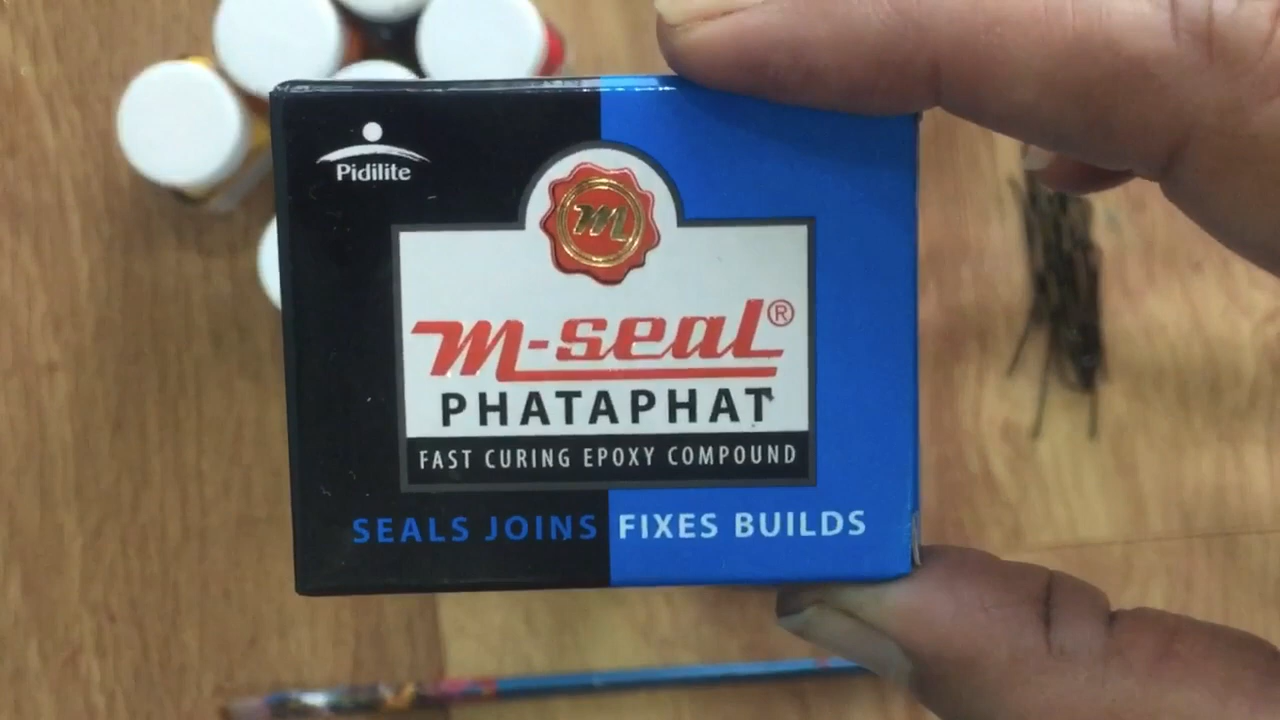 Pidilite
m
m-seal®
PHATAPHAT
FAST CURING EPOXY COMPOUND
SEALS JOINS FIXES BUILDS